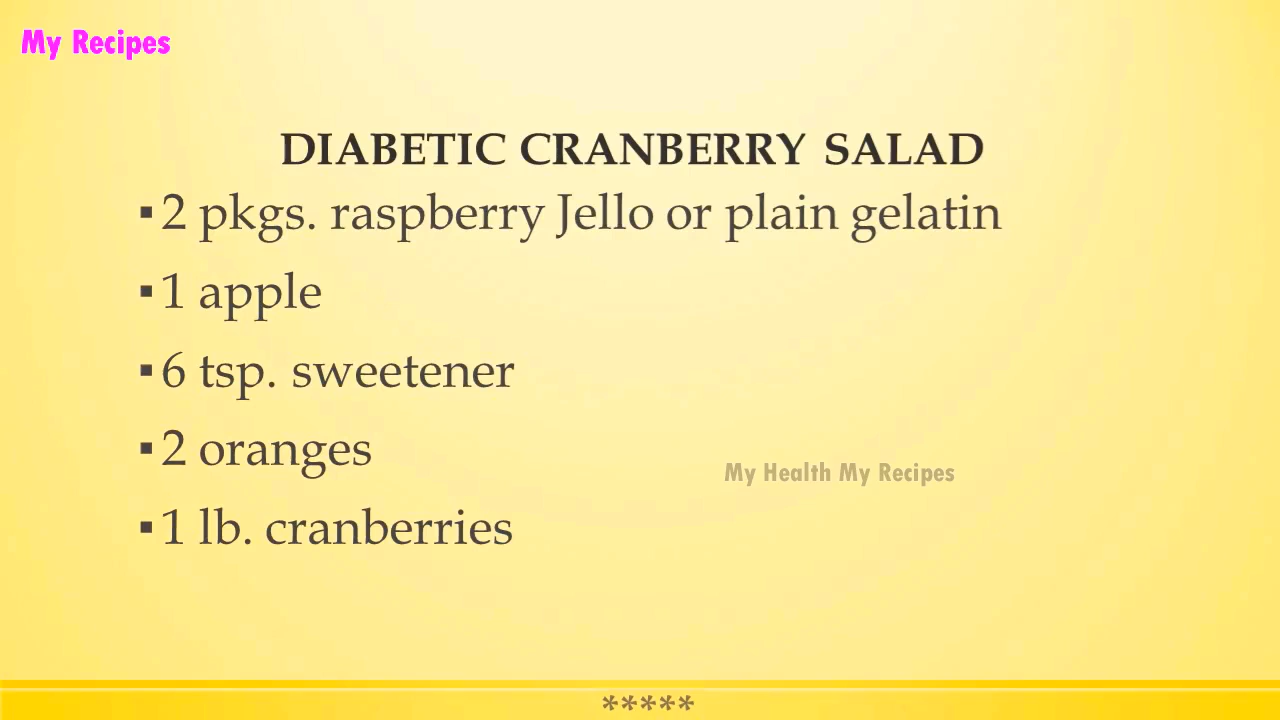 My Recipes
DIABETIC CRANBERRY SALAD
▪2 pkgs. raspberry Jello or plain gelatin
▪1 apple
▪6 tsp. sweetener
▪2 oranges
My Health My Recipes
▪1 lb. cranberries
*****